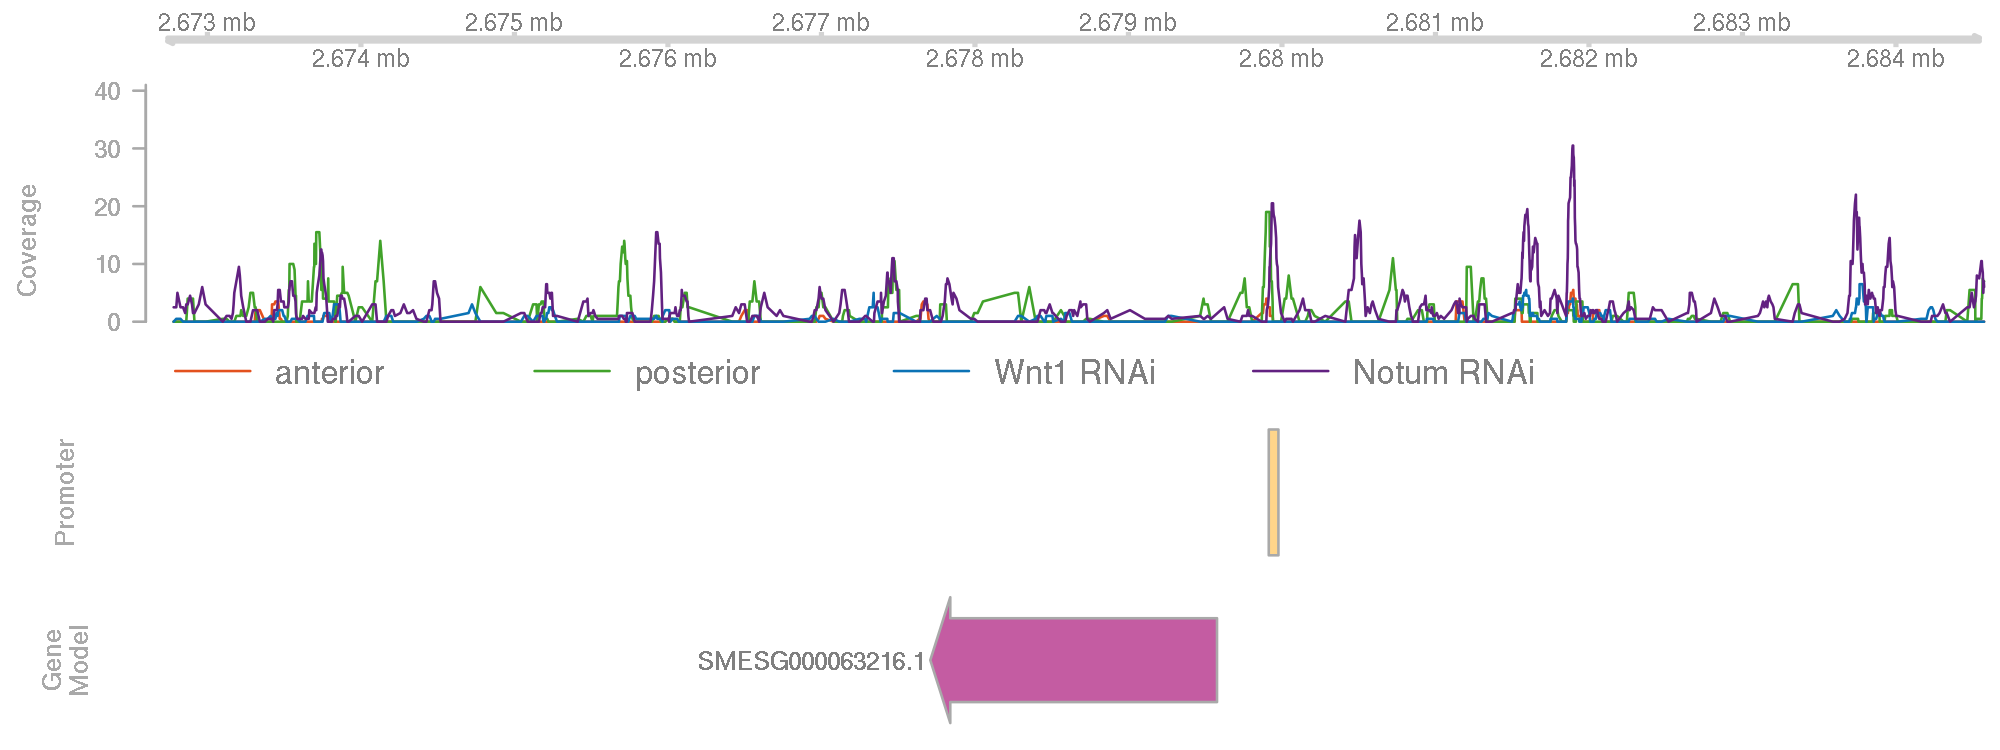 2.673 mb 2.675 mb 2.677 mb 2.679 mb 2.681 mb 2.683 mb
2.674 mb 2.676 mb 2.678 mb 2.68 mb 2.682 mb 2.684 mb
40
30
20
10
0
Coverage
anterior posterior Wnt1 RNAi Notum RNAi
Promoter
Gene
Model
SMESG000063216.1